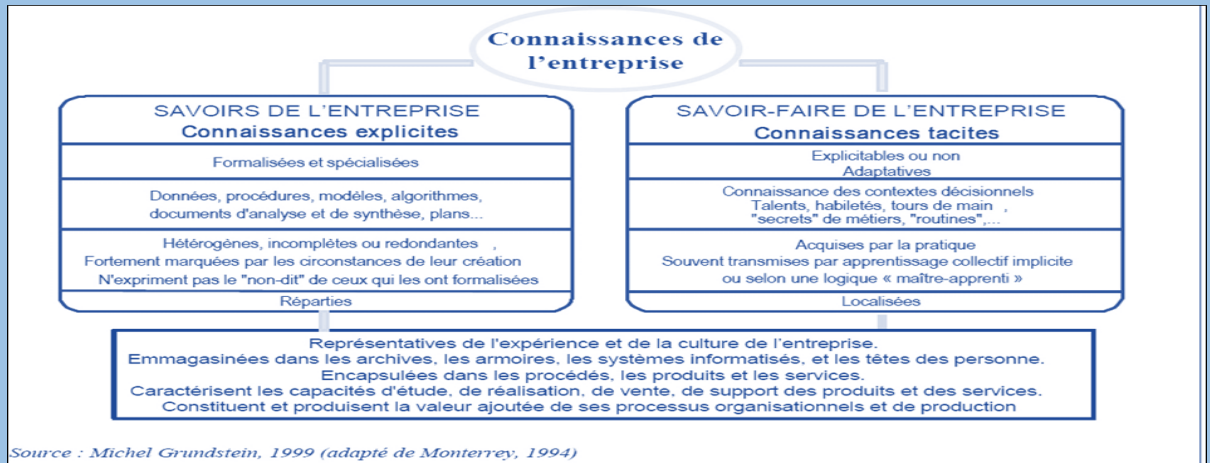 Connaissances de
l'entreprise
SAVOIRS DE L'ENTREPRISE
Connaissances explicites
Formalisées et spécialisées
Données, procédures, modèles, algorithmes,
documents d'analyse et de synthèse, plans...
Hétérogènes, incomplètes ou redondantes ,
Fortement marquées par les circonstances de leur création
N'expriment pas le "non-dit" de ceux qui les ont formalisées
Réparties
SAVOIR-FAIRE DE L'ENTREPRISE
Connaissances tacites
Explicitables ou non
Adaptatives
Connaissance des contextes décisionnels
Talents, habiletés, tours de main ,
"secrets" de métiers, "routines",...
Acquises par la pratique
Souvent transmises par apprentissage collectif implicite
ou selon une logique « maître-apprenti »
Localisées
Représentatives de l'expérience et de la culture de l'entreprise.
Emmagasinées dans les archives, les armoires, les systèmes informatisés, et les têtes des personne.
Encapsulées dans les procédés, les produits et les services.
Caractérisent les capacités d'étude, de réalisation, de vente, de support des produits et des services.
Constituent et produisent la valeur ajoutée de ses processus organisationnels et de production
Source : Michel Grundstein, 1999 (adapté de Monterrey, 1994)